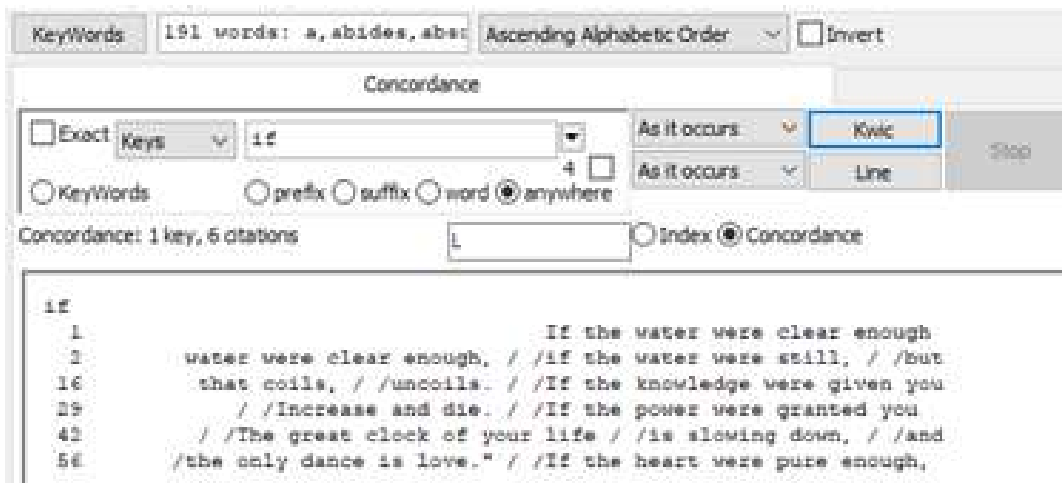 KeyWords 191 words: a,abides,abso Ascending Alphabetic Order Invert
Concordance
Exact Keys if As it occurs Kwic
Stop
4 As it occurs Line
KeyWords prefix suffix word anywhere
Concordance: 1 key, 6 citations L Index Concordance
if
1 If the water were clear enough
2 water were clear enough, / /if the water were still, / /but
16 that coils, / /uncoils. / /If the knowledge were given you
29 / /Increase and die. / /If the power were granted you
42 / /The great clock of your life / /is slowing down, / /and
56 /the only dance is love." / /If the heart were pure enough,